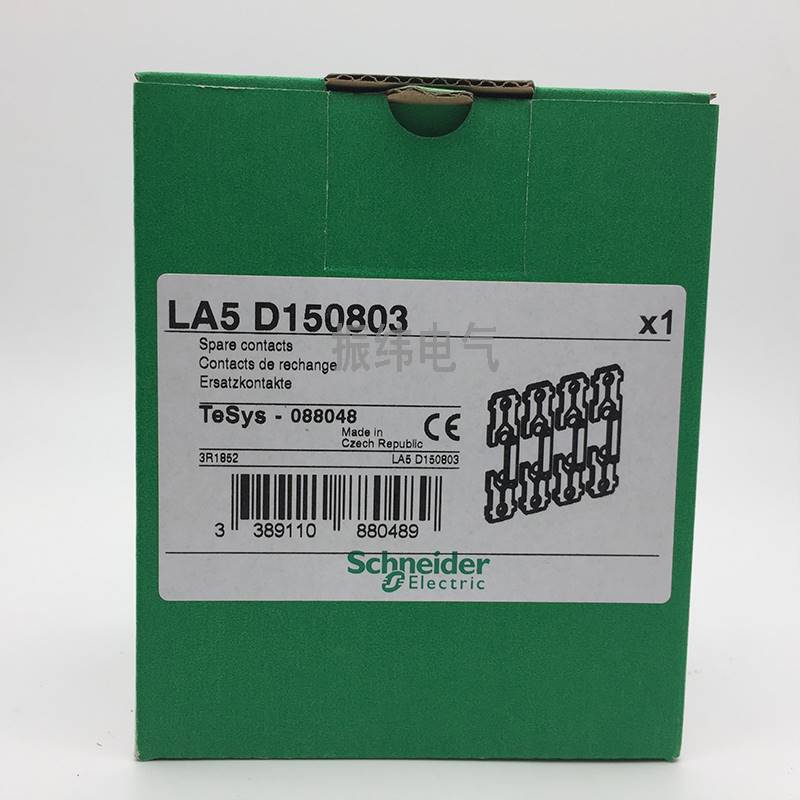 LA5 D150803
x1
Spare contacts
振纬电气
Contacts de rechange
Ersatzkontakte
TeSys - 088048
Made in
Czech Republic
CE
3R1852
LA5 D150803
3 389110 880489
Schneider
Electric